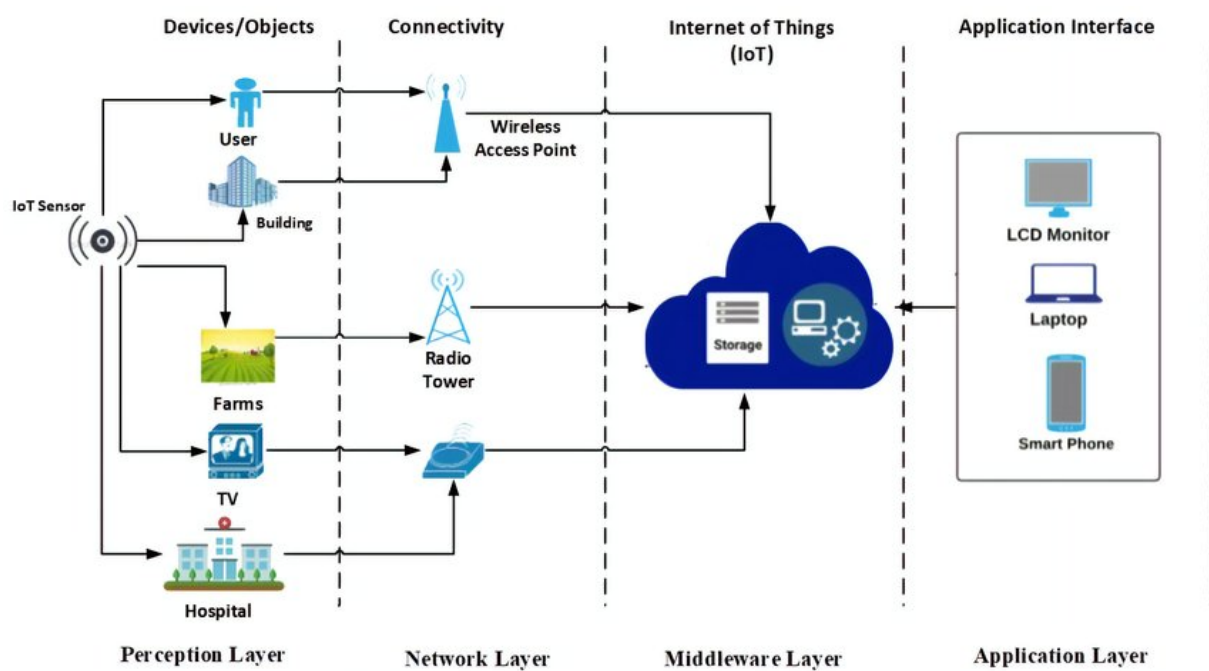 Devices/Objects
Connectivity
Internet of Things
(IoT)
Application Interface
User
Wireless
Access Point
IoT Sensor
Building
LCD Monitor
Storage
Laptop
Radio
Tower
Farms
Smart Phone
TV
Hospital
Perception Layer
Network Layer
Middleware Layer
Application Layer